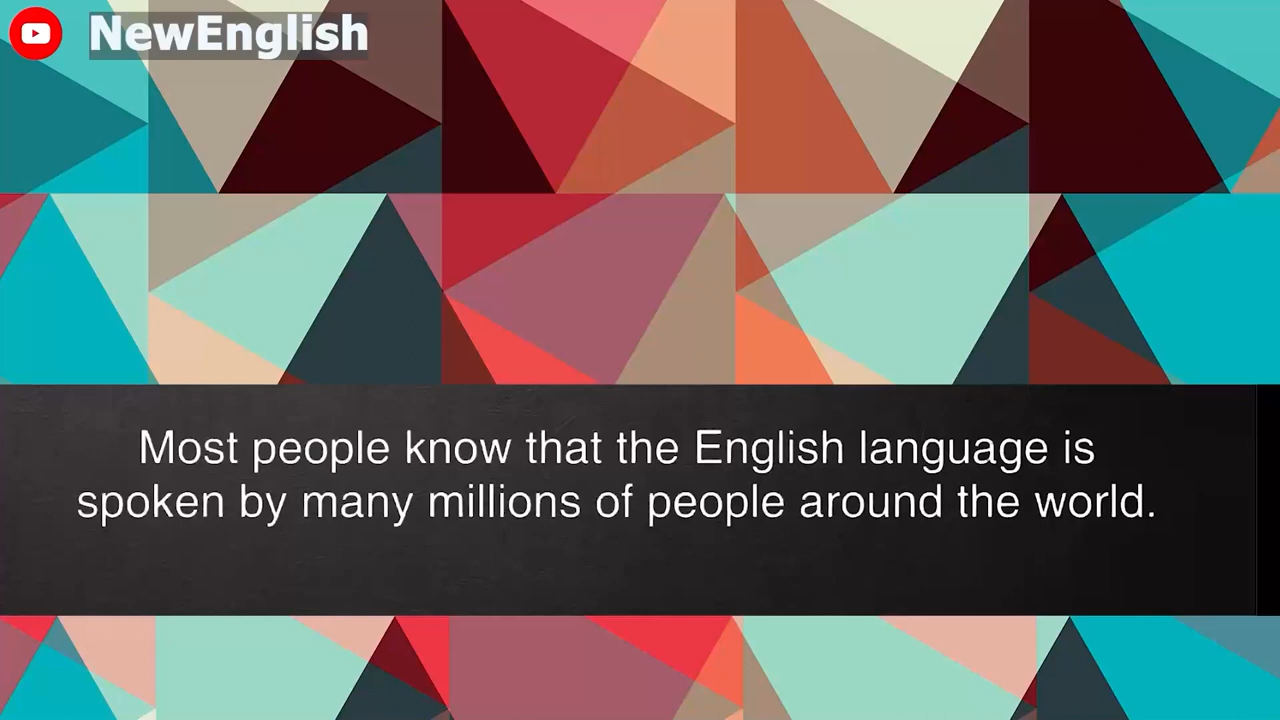 NewEnglish
Most people know that the English language is
spoken by many millions of people around the world.